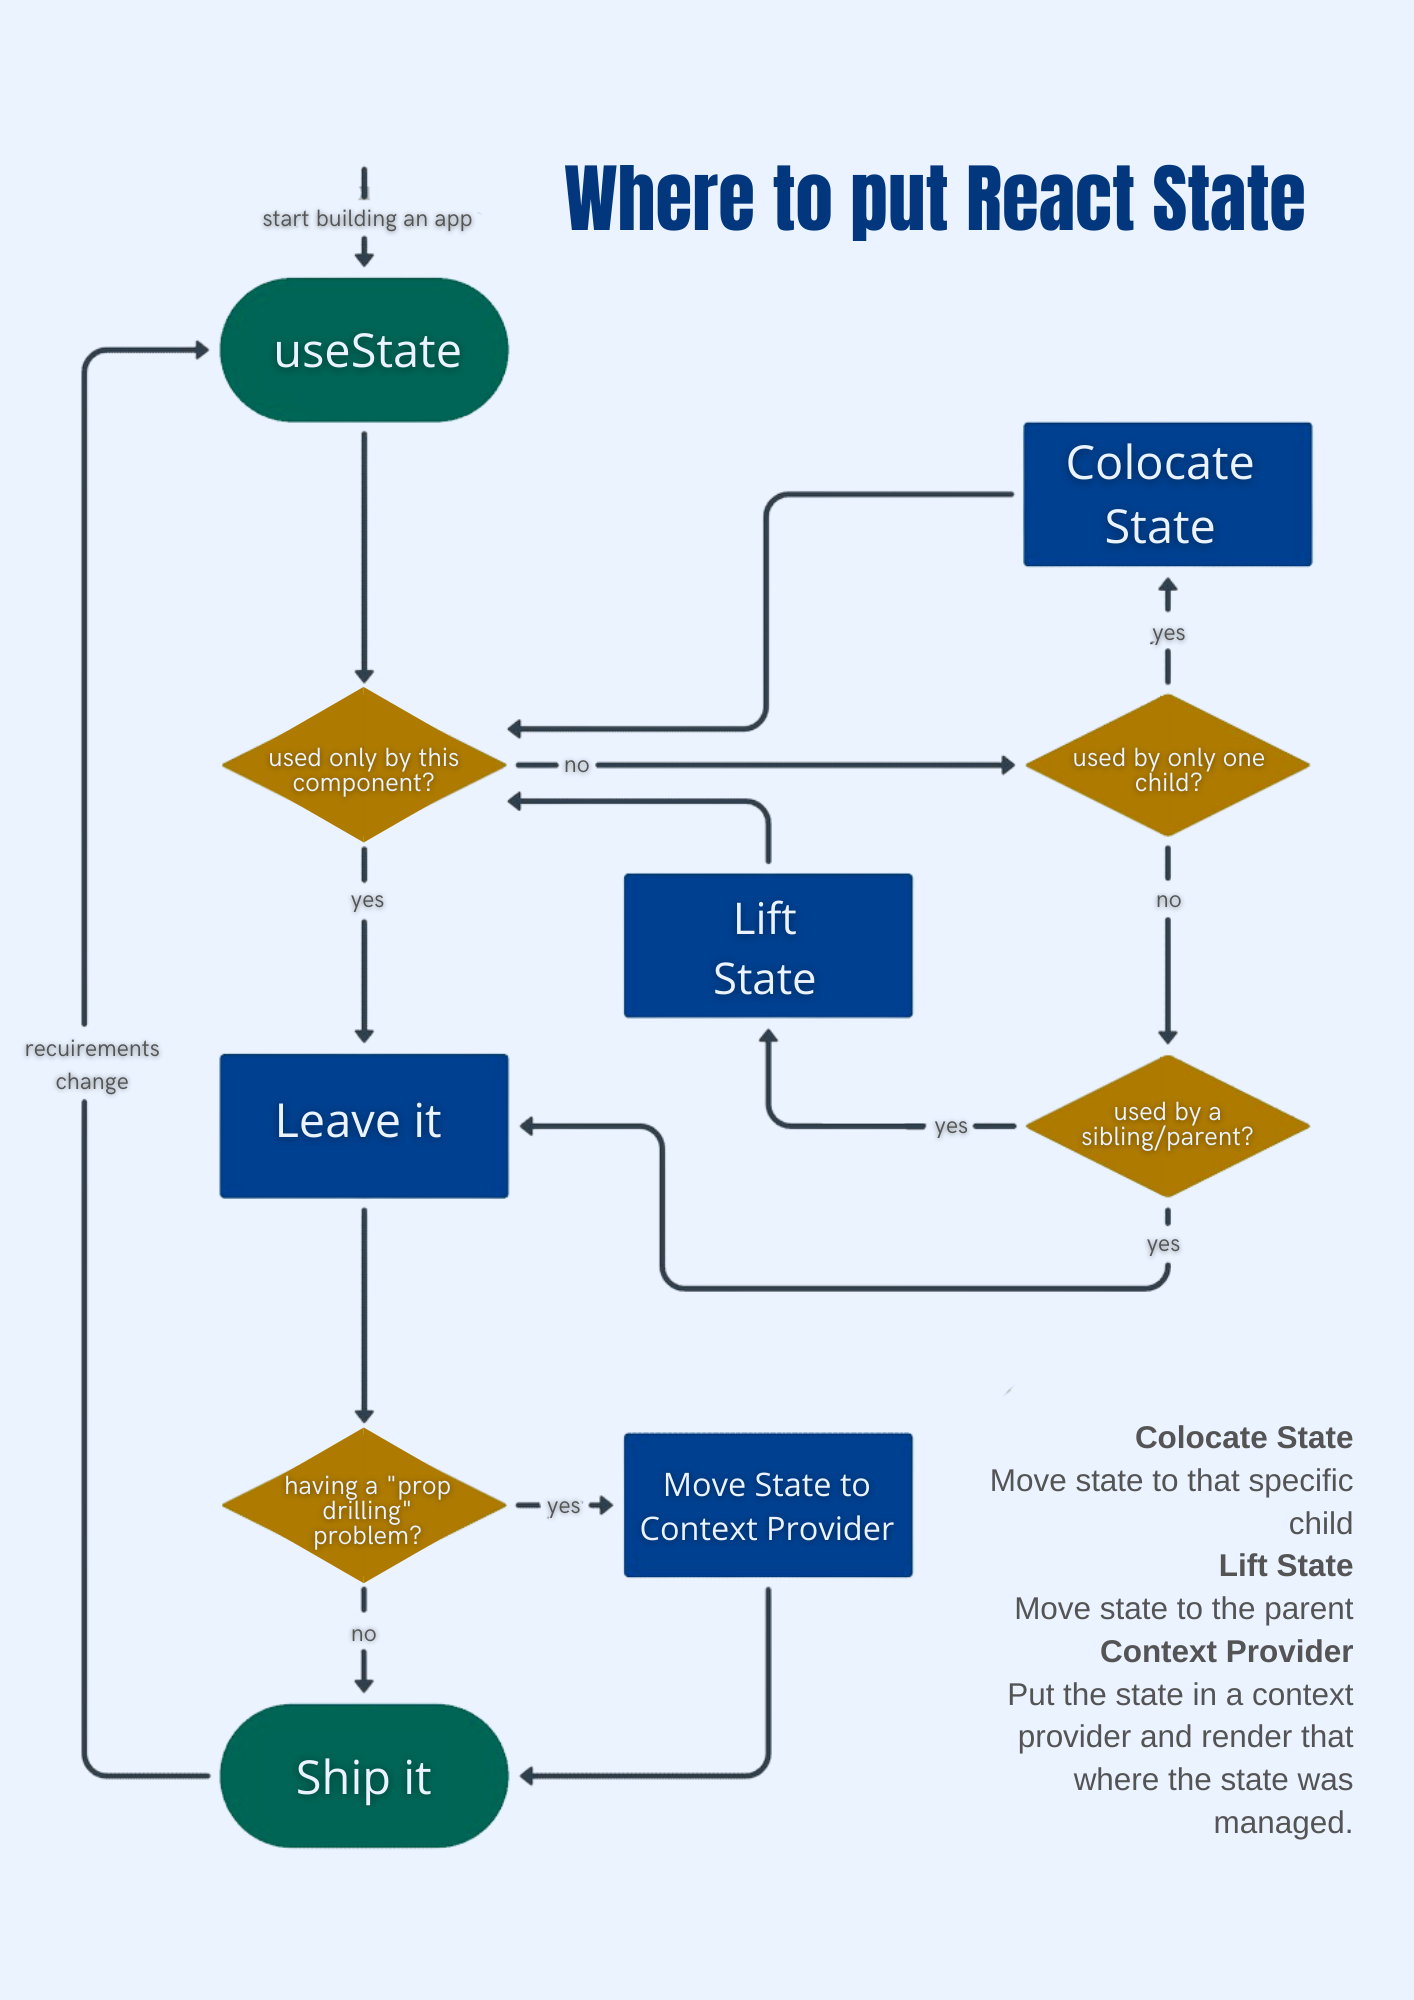 Where to put React State
start building an app
useState
Colocate
State
yes
used only by this
component?
no
used by only one
child?
yes
no
Lift
State
recuirements
change
Leave it
yes
used by a
sibling/parent?
yes
having a "prop
drilling"
problem?
yes
Move State to
Context Provider
no
Ship it
Colocate State
Move state to that specific
child
Lift State
Move state to the parent
Context Provider
Put the state in a context
provider and render that
where the state was
managed.